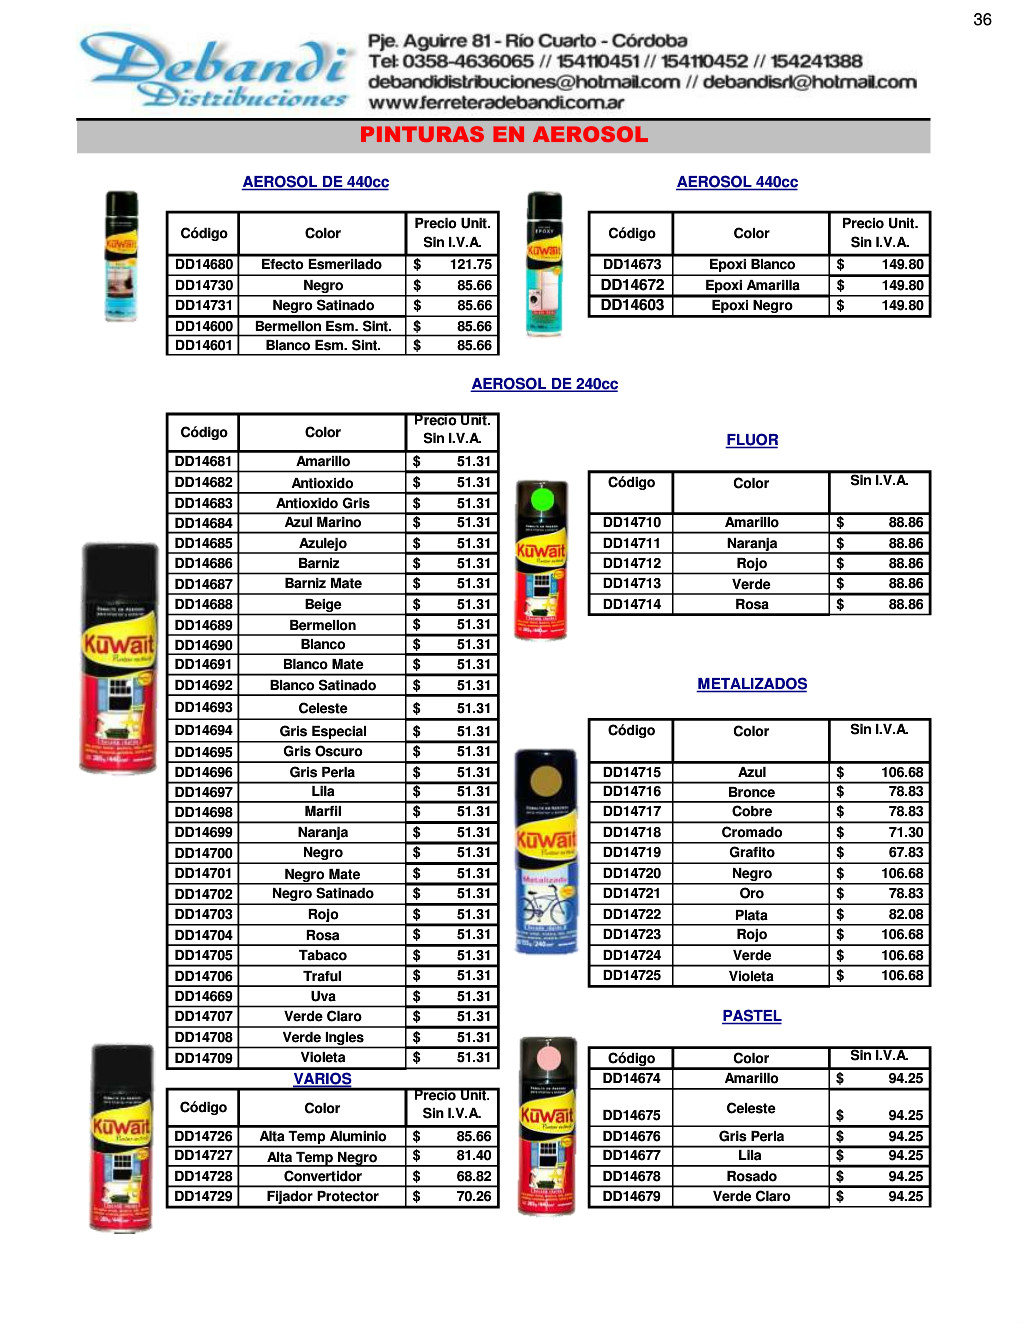 36
Debandi
Distribuciones
Pje. Aguirre 81 - Río Cuarto - Córdoba
Tel: 0358-4636065 // 154110451 // 154110452 // 154241388
debandidistribuciones@hotmail.com // debandisrl@hotmail.com
www.ferreteradebandi.com.ar
PINTURAS EN AEROSOL
AEROSOL DE 440cc
Código Color Precio Unit. Sin I.V.A.
DD14680 Efecto Esmerilado $ 121.75
DD14730 Negro $ 85.66
DD14731 Negro Satinado $ 85.66
DD14600 Bermellon Esm. Sint. $ 85.66
DD14601 Blanco Esm. Sint. $ 85.66
AEROSOL 440cc
Código Color Precio Unit. Sin I.V.A.
DD14673 Epoxi Blanco $ 149.80
DD14672 Epoxi Amarilla $ 149.80
DD14603 Epoxi Negro $ 149.80
AEROSOL DE 240cc
Código Color Precio Unit. Sin I.V.A.
DD14681 Amarillo $ 51.31
DD14682 Antioxido $ 51.31
DD14683 Antioxido Gris $ 51.31
DD14684 Azul Marino $ 51.31
DD14685 Azulejo $ 51.31
DD14686 Barniz $ 51.31
DD14687 Barniz Mate $ 51.31
DD14688 Beige $ 51.31
DD14689 Bermellon $ 51.31
DD14690 Blanco $ 51.31
DD14691 Blanco Mate $ 51.31
DD14692 Blanco Satinado $ 51.31
DD14693 Celeste $ 51.31
DD14694 Gris Especial $ 51.31
DD14695 Gris Oscuro $ 51.31
DD14696 Gris Perla $ 51.31
DD14697 Lila $ 51.31
DD14698 Marfil $ 51.31
DD14699 Naranja $ 51.31
DD14700 Negro $ 51.31
DD14701 Negro Mate $ 51.31
DD14702 Negro Satinado $ 51.31
DD14703 Rojo $ 51.31
DD14704 Rosa $ 51.31
DD14705 Tabaco $ 51.31
DD14706 Traful $ 51.31
DD14669 Uva $ 51.31
DD14707 Verde Claro $ 51.31
DD14708 Verde Ingles $ 51.31
DD14709 Violeta $ 51.31
VARIOS
Código Color Precio Unit. Sin I.V.A.
DD14726 Alta Temp Aluminio $ 85.66
DD14727 Alta Temp Negro $ 81.40
DD14728 Convertidor $ 68.82
DD14729 Fijador Protector $ 70.26
FLUOR
Código Color Sin I.V.A.
DD14710 Amarillo $ 88.86
DD14711 Naranja $ 88.86
DD14712 Rojo $ 88.86
DD14713 Verde $ 88.86
DD14714 Rosa $ 88.86
METALIZADOS
Código Color Sin I.V.A.
DD14715 Azul $ 106.68
DD14716 Bronce $ 78.83
DD14717 Cobre $ 78.83
DD14718 Cromado $ 71.30
DD14719 Grafito $ 67.83
DD14720 Negro $ 106.68
DD14721 Oro $ 78.83
DD14722 Plata $ 82.08
DD14723 Rojo $ 106.68
DD14724 Verde $ 106.68
DD14725 Violeta $ 106.68
PASTEL
Código Color Sin I.V.A.
DD14674 Amarillo $ 94.25
DD14675 Celeste $ 94.25
DD14676 Gris Perla $ 94.25
DD14677 Lila $ 94.25
DD14678 Rosado $ 94.25
DD14679 Verde Claro $ 94.25
Kuwait
EPOXY
Kuwait
Kuwait
Kuwait
Kuwait
Metalizado
Kuwait
Kuwait